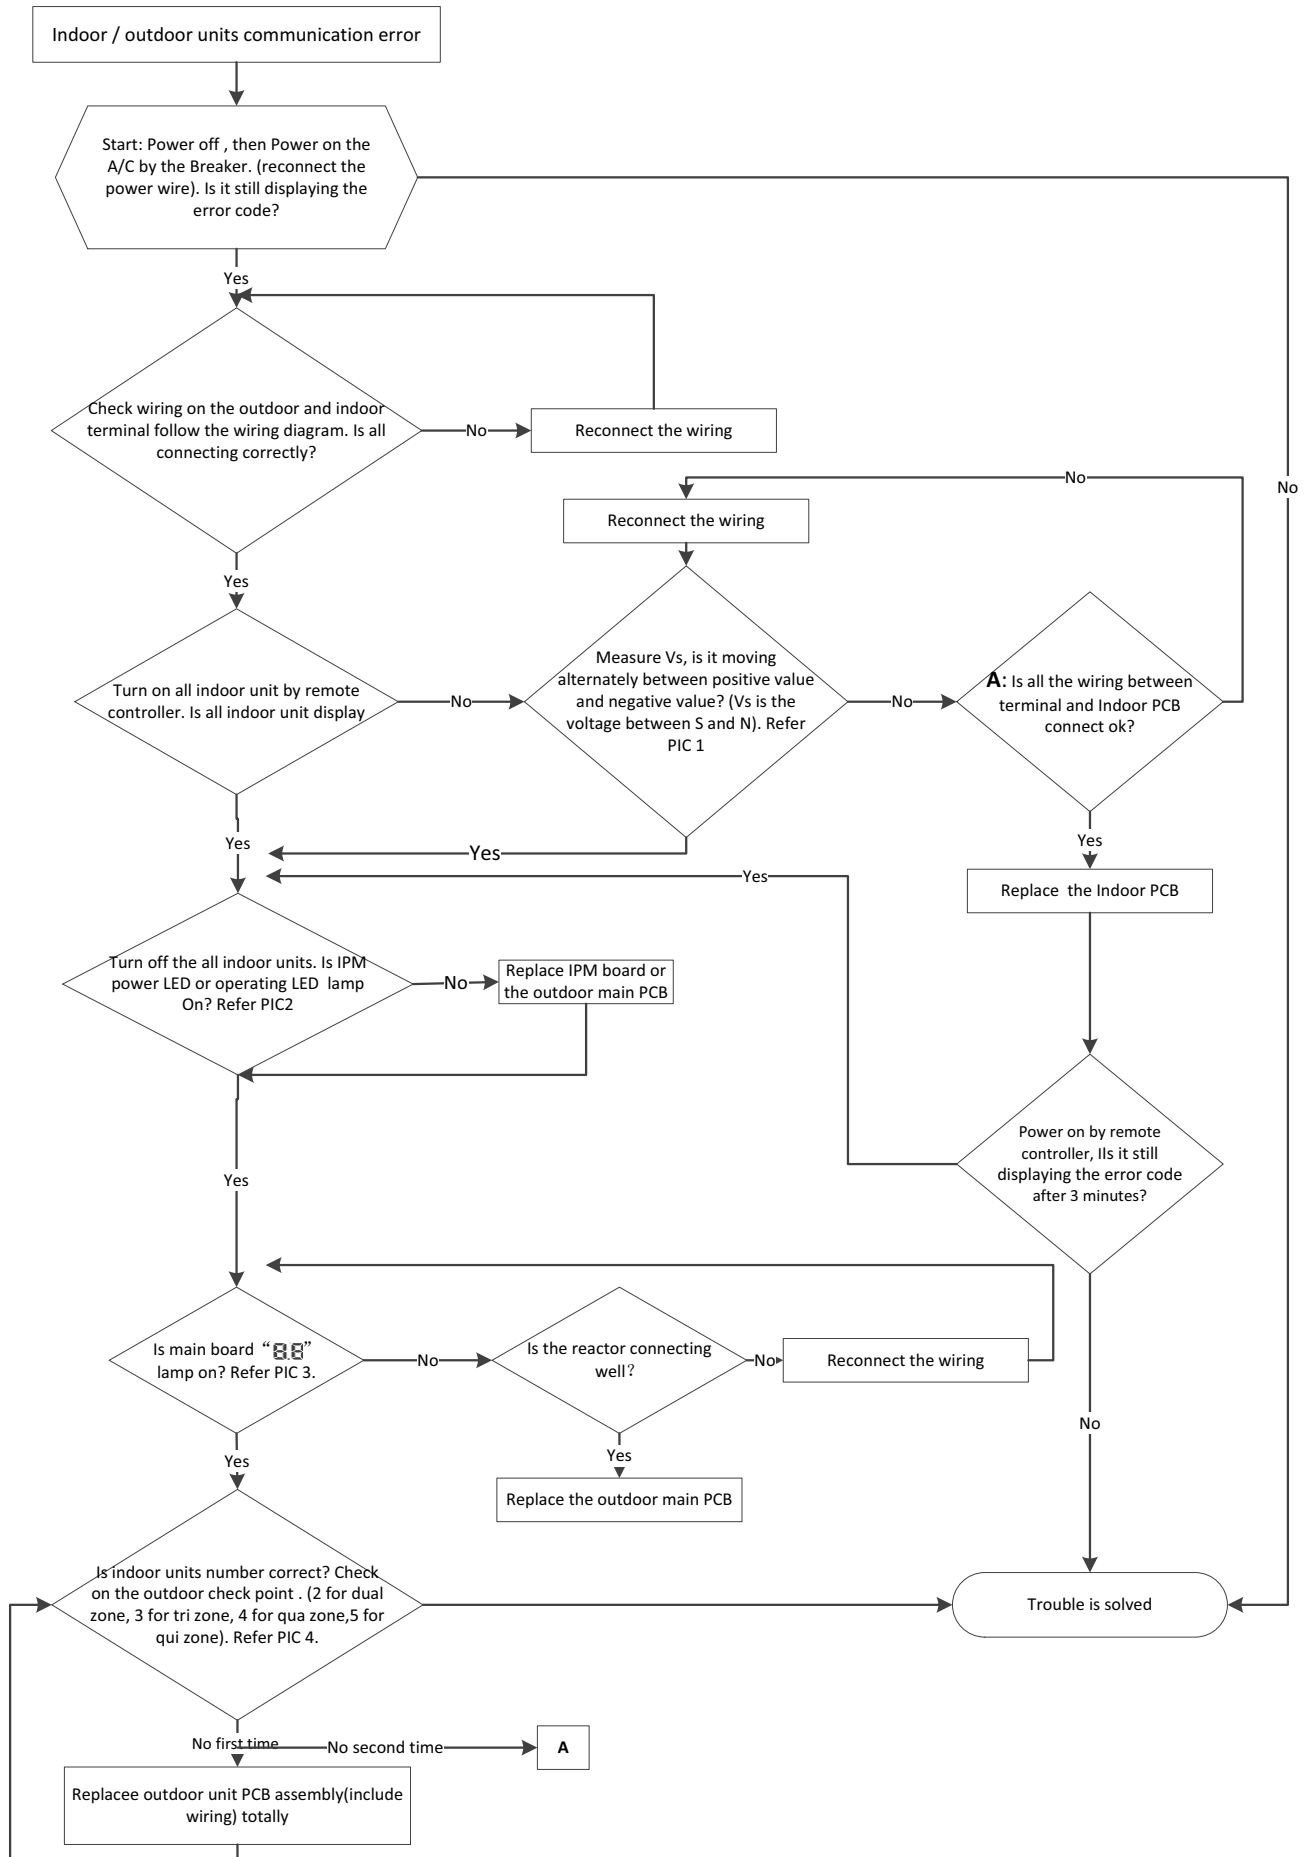 Indoor / outdoor units communication error
Start: Power off , then Power on the
A/C by the Breaker. (reconnect the
power wire). Is it still displaying the
error code?
Yes
Check wiring on the outdoor and indoor
terminal follow the wiring diagram. Is all
connecting correctly?
No
Reconnect the wiring
No
No
Reconnect the wiring
Yes
Turn on all indoor unit by remote
controller. Is all indoor unit display
No
Measure Vs, is it moving
alternately between positive value
and negative value? (Vs is the
voltage between S and N). Refer
PIC 1
No
A: Is all the wiring between
terminal and Indoor PCB
connect ok?
Yes
Yes
Yes
Yes
Replace the Indoor PCB
Turn off the all indoor units. Is IPM
power LED or operating LED lamp
On? Refer PIC2
No
Replace IPM board or
the outdoor main PCB
Power on by remote
controller, IIs it still
displaying the error code
after 3 minutes?
Yes
Is main board “8.E”
lamp on? Refer PIC 3.
No
Is the reactor connecting
well?
No
Reconnect the wiring
No
Yes
Yes
Replace the outdoor main PCB
Is indoor units number correct? Check
on the outdoor check point . (2 for dual
zone, 3 for tri zone, 4 for qua zone,5 for
qui zone). Refer PIC 4.
Trouble is solved
No first time
No second time
A
Replacee outdoor unit PCB assembly(include
wiring) totally